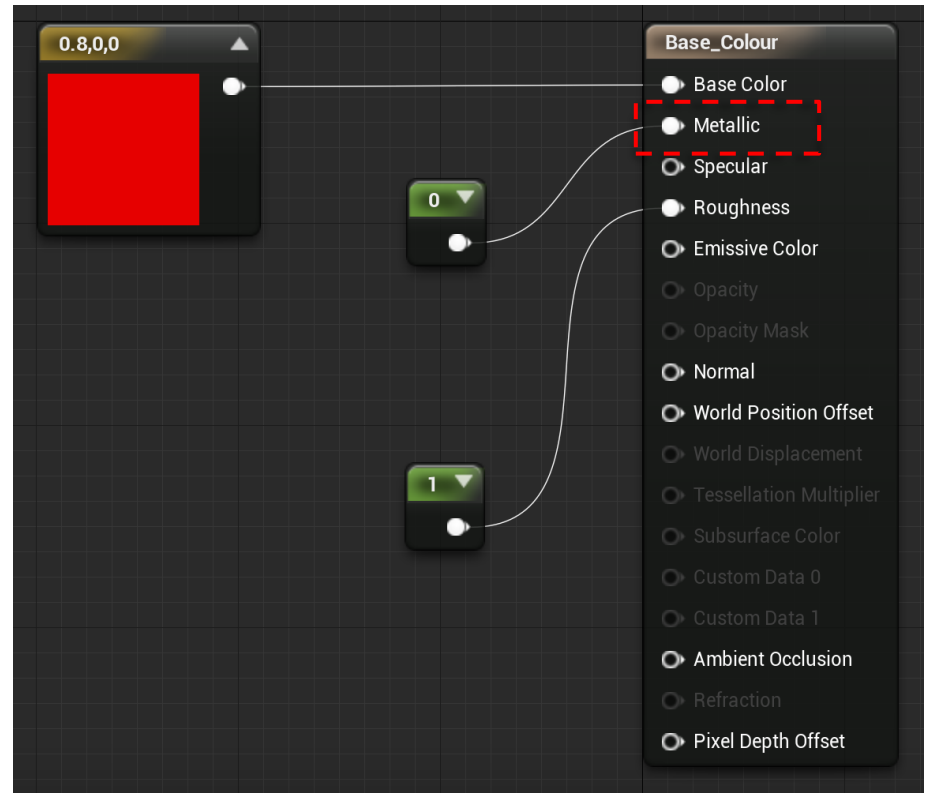 0.8,0,0
0
1
Base_Colour
Base Color
Metallic
Specular
Roughness
Emissive Color
Opacity
Opacity Mask
Normal
World Position Offset
World Displacement
Tessellation Multiplier
Subsurface Color
Custom Data 0
Custom Data 1
Ambient Occlusion
Refraction
Pixel Depth Offset